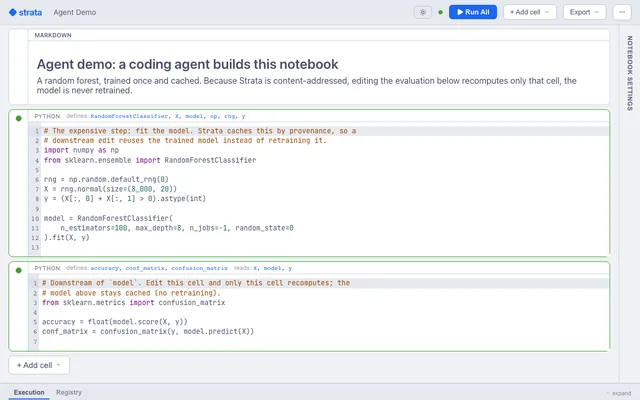 strata Agent Demo Run All + Add cell Export ...
NOTEBOOK SETTINGS
MARKDOWN
Agent demo: a coding agent builds this notebook
A random forest, trained once and cached. Because Strata is content-addressed, editing the evaluation below recomputes only that cell, the
model is never retrained.
PYTHON defines: RandomForestClassifier, X, model, np, rng, y
1 # The expensive step: fit the model. Strata caches this by provenance, so a
2 # downstream edit reuses the trained model instead of retraining it.
3 import numpy as np
4 from sklearn.ensemble import RandomForestClassifier
5
6 rng = np.random.default_rng(0)
7 X = rng.normal(size=(8_000, 20))
8 y = (X[:, 0] + X[:, 1] > 0).astype(int)
9
10 model = RandomForestClassifier(
11 n_estimators=100, max_depth=8, n_jobs=-1, random_state=0
12 ).fit(X, y)
13
PYTHON defines: accuracy, conf_matrix, confusion_matrix reads: X, model, y
1 # Downstream of `model`. Edit this cell and only this cell recomputes; the
2 # model above stays cached (no retraining).
3 from sklearn.metrics import confusion_matrix
4
5 accuracy = float(model.score(X, y))
6 conf_matrix = confusion_matrix(y, model.predict(X))
7
+ Add cell
Execution Registry expand